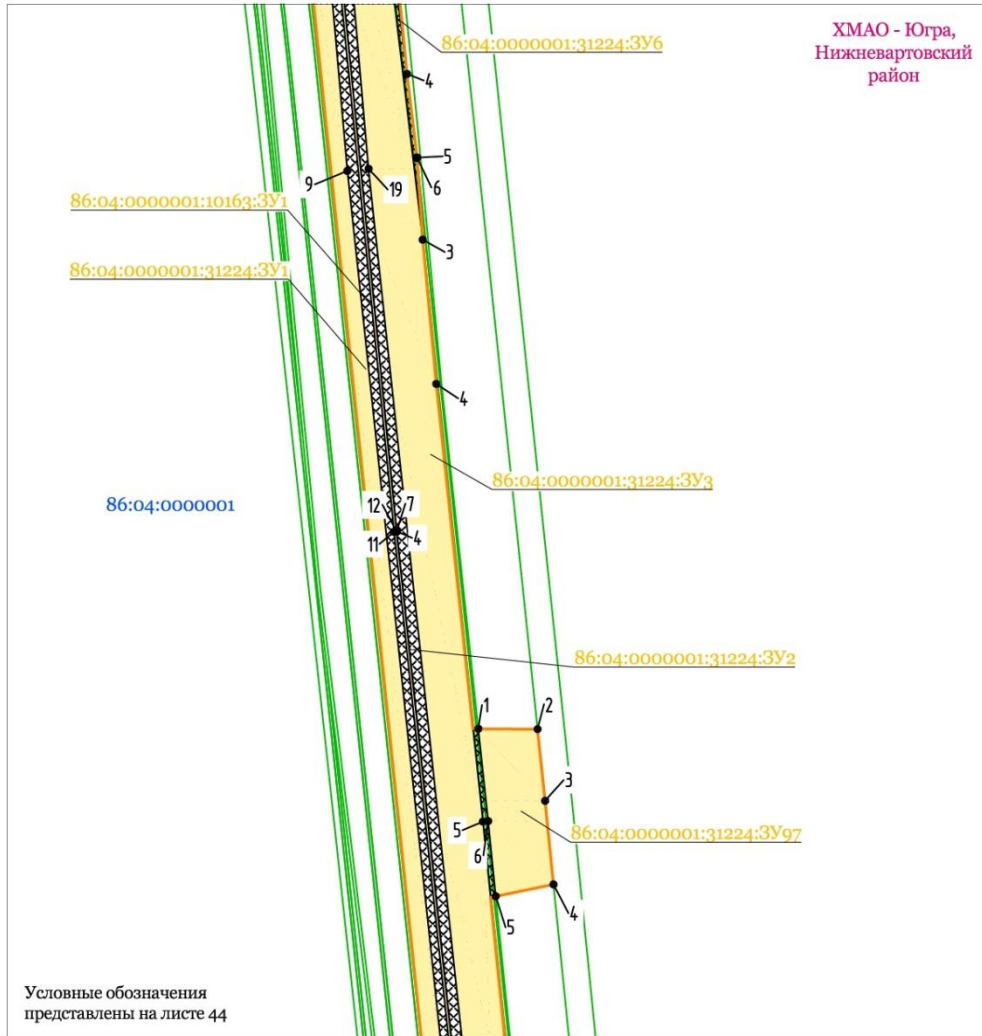 ХМАО - Югра,
Нижневартовский
район
86:04:0000001:31224:ЗУ6
4
5
6
9
19
86:04:0000001:10163:ЗУ1
3
86:04:0000001:31224:ЗУ1
4
86:04:0000001:31224:ЗУ3
86:04:0000001
12
7
11
4
86:04:0000001:31224:ЗУ2
1
2
3
5
86:04:0000001:31224:ЗУ97
6
4
5
Условные обозначения
представлены на листе 44